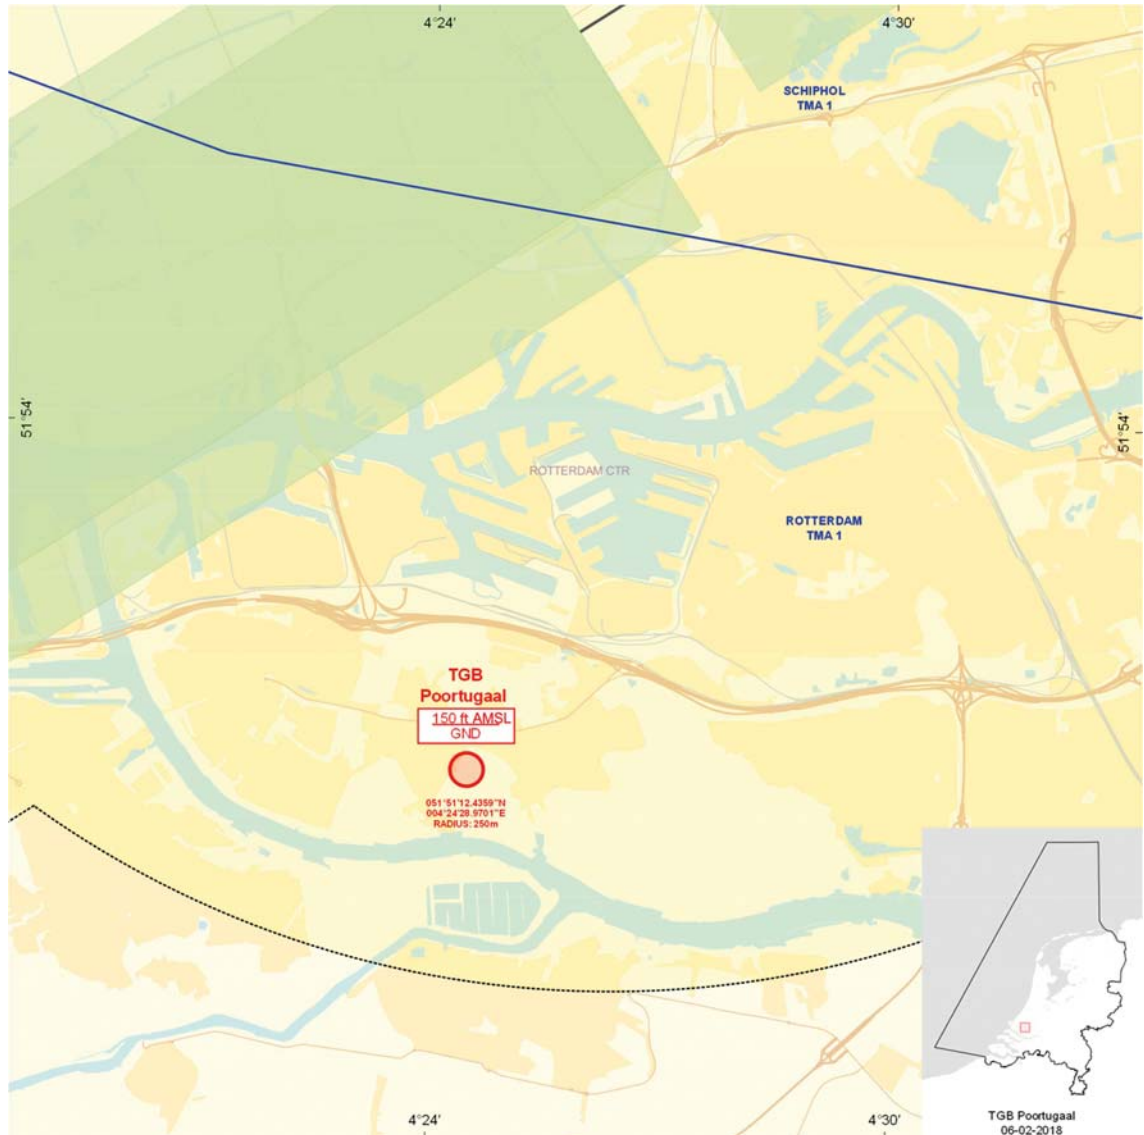 4°24'
4°30'
SCHIPHOL
TMA 1
51°54'
51°54'
ROTTERDAM CTR
ROTTERDAM
TMA 1
TGB
Poortugaal
150 ft AMSL
GND
051°51'12.4359"N
004°24'28.9701"E
RADIUS: 250m
4°24'
4°30'
TGB Poortugaal
06-02-2018